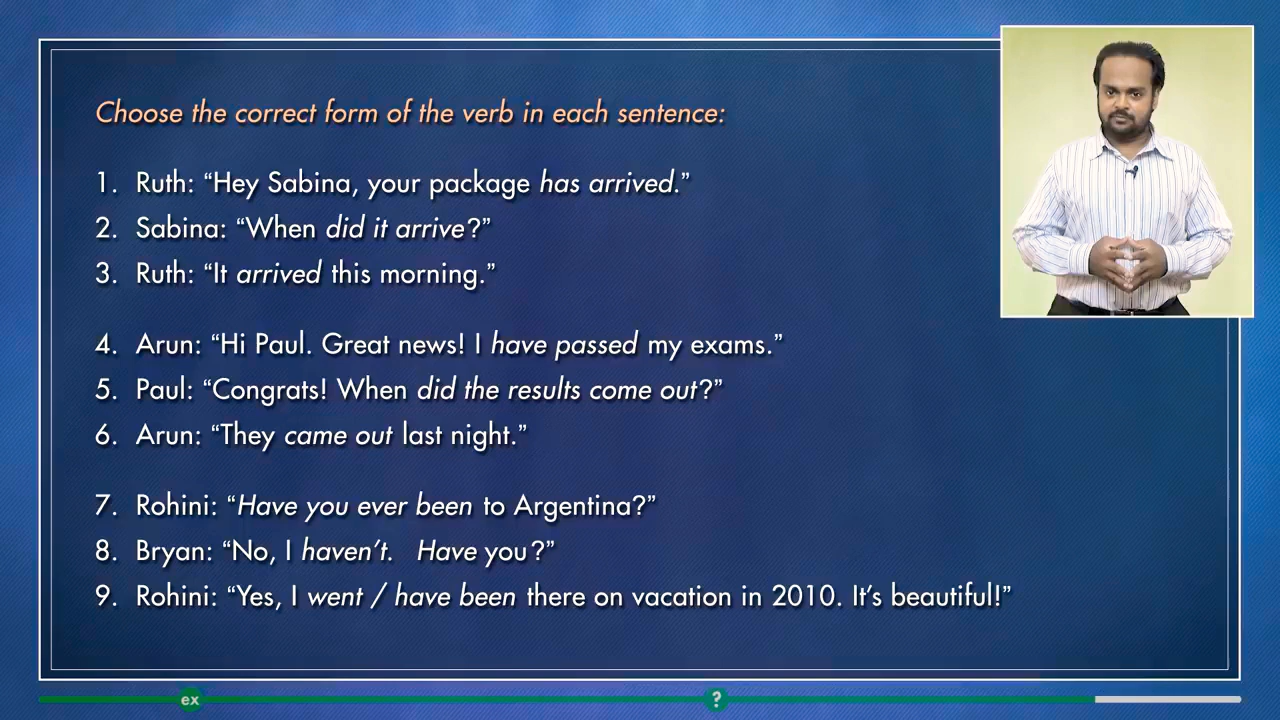 Choose the correct form of the verb in each sentence:
1. Ruth: “Hey Sabina, your package has arrived.”
2. Sabina: “When did it arrive?”
3. Ruth: “It arrived this morning.”
4. Arun: “Hi Paul. Great news! I have passed my exams.”
5. Paul: “Congrats! When did the results come out?”
6. Arun: “They came out last night.”
7. Rohini: “Have you ever been to Argentina?”
8. Bryan: “No, I haven’t. Have you?”
9. Rohini: “Yes, I went / have been there on vacation in 2010. It’s beautiful!”
ex ?